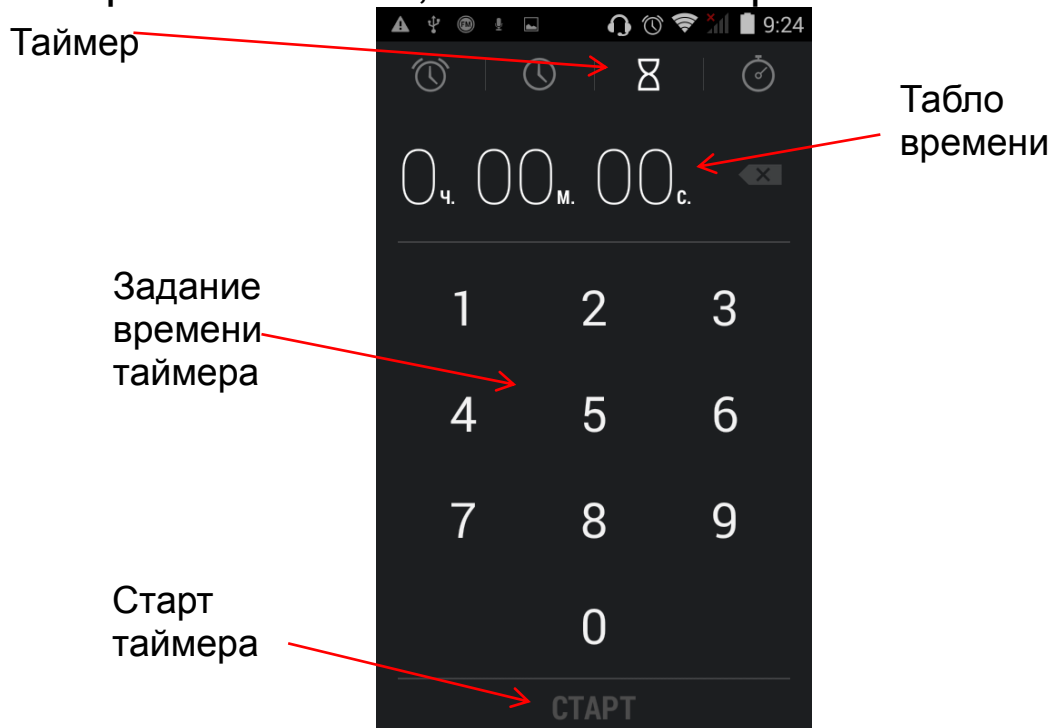 Таймер
9:24
Табло
времени
0ч. 00м. 00с.
Задание
времени
таймера
1 2 3
4 5 6
7 8 9
0
Старт
таймера
СТАРТ